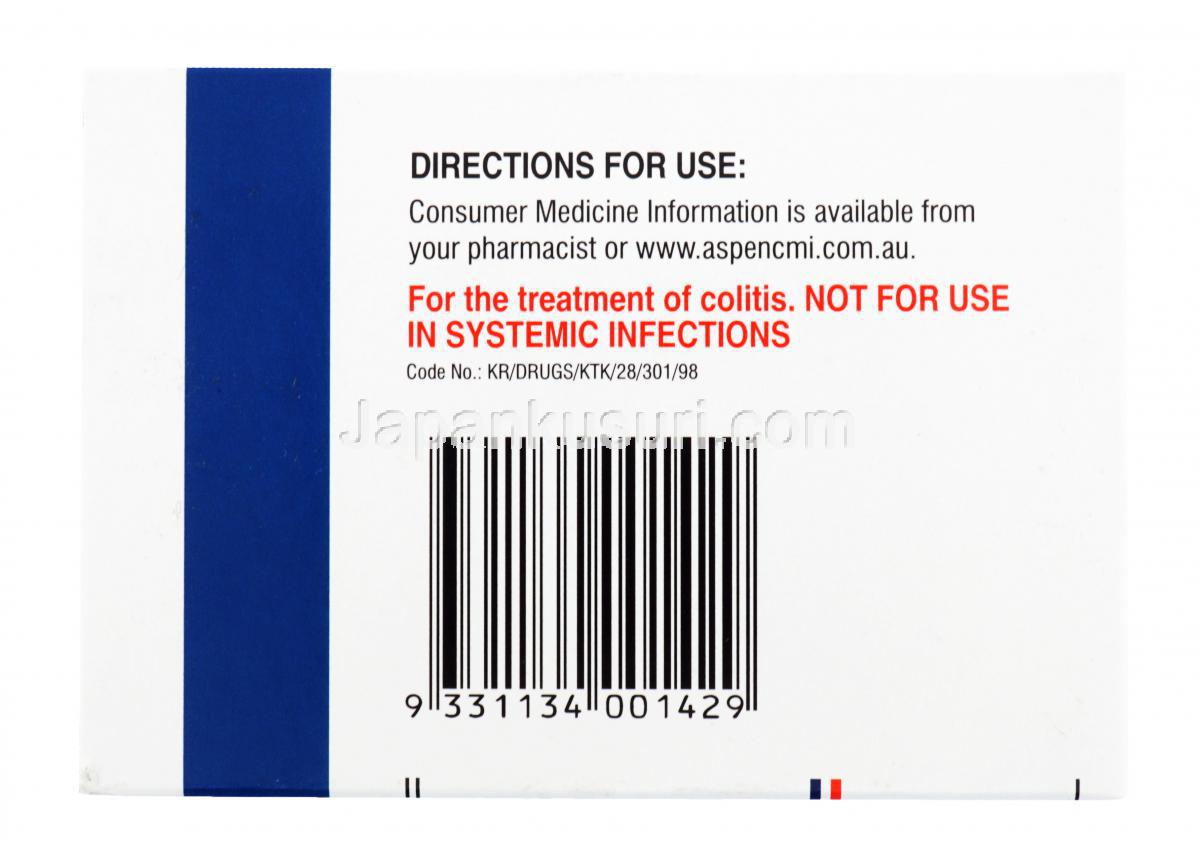 DIRECTIONS FOR USE:
Consumer Medicine Information is available from
your pharmacist or www.aspencmi.com.au.
For the treatment of colitis. NOT FOR USE
IN SYSTEMIC INFECTIONS
Code No.: KR/DRUGS/KTK/28/301/98
Japankusuri.com
9 331134 001429